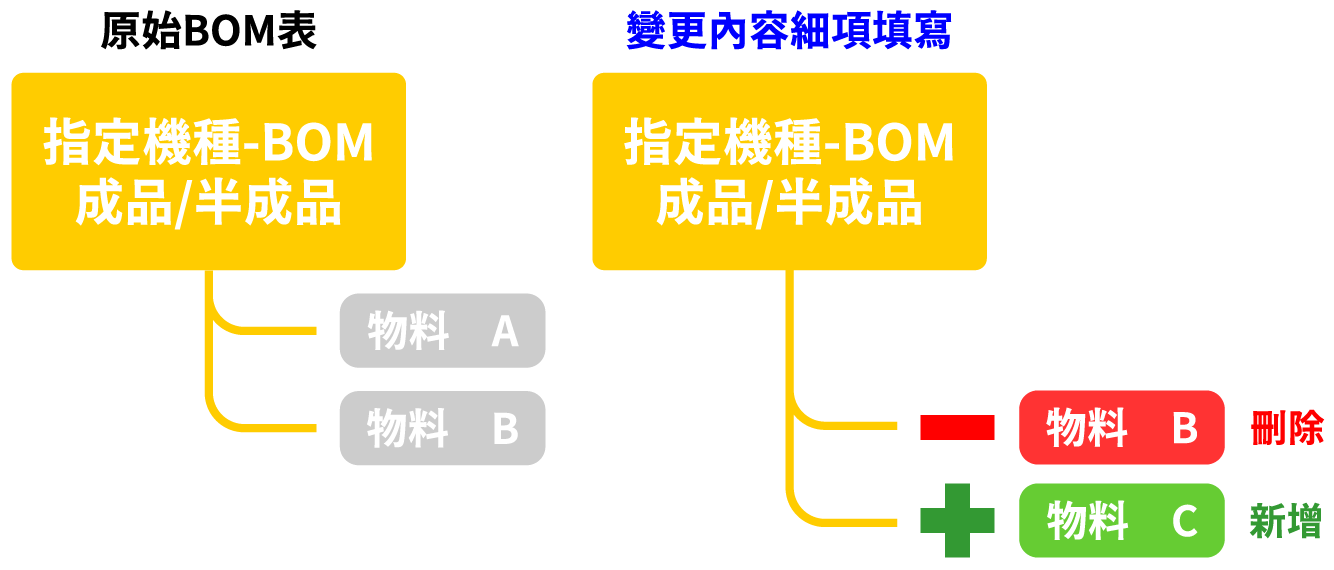 原始BOM表
指定機種-BOM
成品/半成品
物料 A
物料 B
變更內容細項填寫
指定機種-BOM
成品/半成品
物料 B 刪除
物料 C 新增